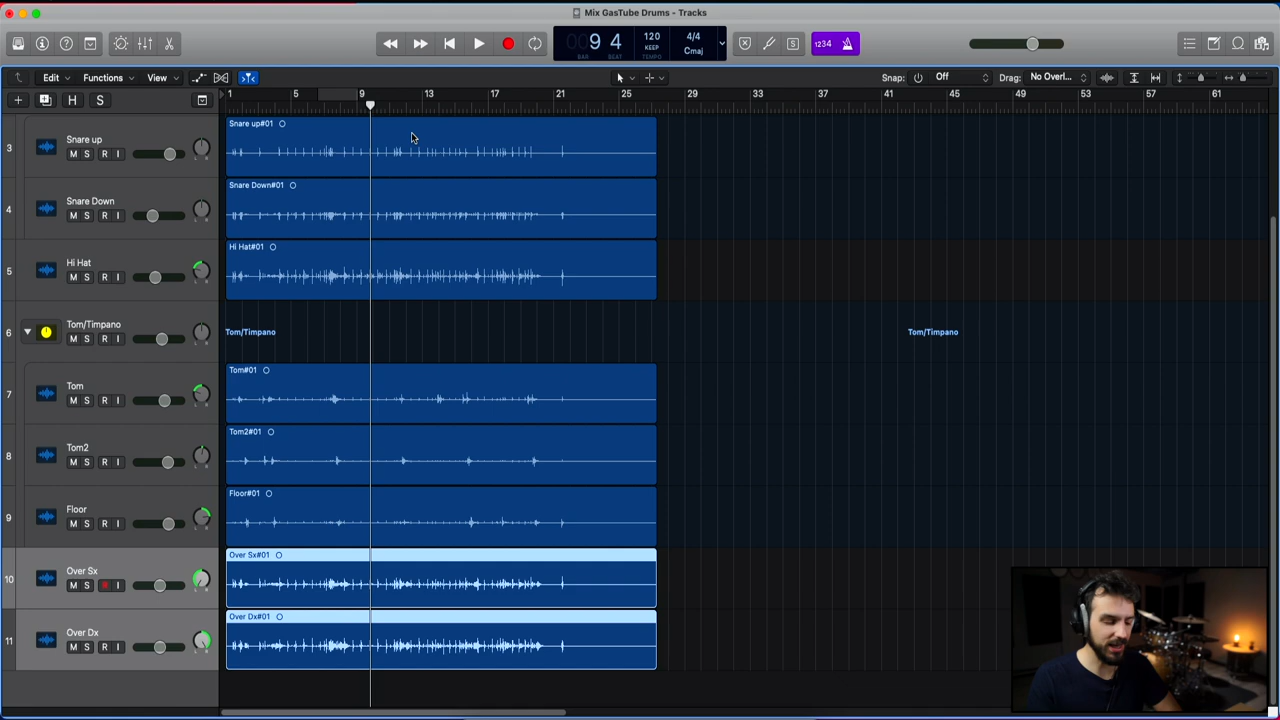 Mix GasTube Drums - Tracks
009 4
BAR BEAT
120
KEEP
TEMPO
4/4
Cmaj
1234
Edit Functions View
Snap: Off
Drag: No Overl...
H S
1 5 9 13 17 21 25 29 33 37 41 45 49 53 57 61
3 Snare up
M S R I
Snare up#01
4 Snare Down
M S R I
Snare Down#01
5 Hi Hat
M S R I
Hi Hat#01
6 Tom/Timpano
M S R I
Tom/Timpano
Tom/Timpano
7 Tom
M S R I
Tom#01
8 Tom2
M S R I
Tom2#01
9 Floor
M S R I
Floor#01
10 Over Sx
M S R I
Over Sx#01
11 Over Dx
M S R I
Over Dx#01